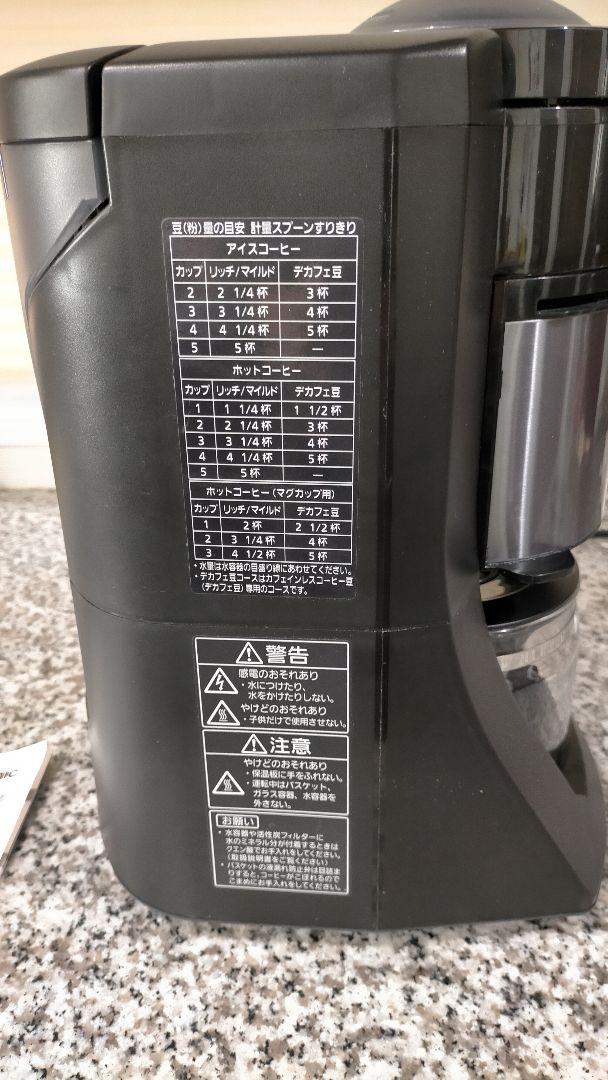 豆(粉)量の目安 計量スプーンすりきり
アイスコーヒー
カップ リッチ/マイルド デカフェ豆
2 2 1/4杯 3杯
3 3 1/4杯 4杯
4 4 1/4杯 5杯
5 5杯 —
ホットコーヒー
カップ リッチ/マイルド デカフェ豆
1 1 1/4杯 1 1/2杯
2 2 1/4杯 3杯
3 3 1/4杯 4杯
4 4 1/4杯 5杯
5 5杯 —
ホットコーヒー(マグカップ用)
カップ リッチ/マイルド デカフェ豆
1 2杯 2 1/2杯
2 3 1/4杯 4杯
3 4 1/2杯 5杯
・水量は水容器の目盛り線にあわせてください。
・デカフェ豆コースはカフェインレスコーヒー豆
(デカフェ豆)専用のコースです。
警告
感電のおそれあり
・水につけたり、
水をかけたりしない。
やけどのおそれあり
・子供だけで使用させない。
注意
やけどのおそれあり
・保温板に手をふれない。
・運転中はバスケット、
ガラス容器、水容器を
外さない。
お願い
・水容器や活性炭フィルターに
水のミネラル分が付着するときは
クエン酸でお手入れをしてください。
(取扱説明書をご覧ください)
・バスケットの液漏れ防止弁は目詰ま
りすると、コーヒーがこぼれるので
こまめにお手入れをしてください。